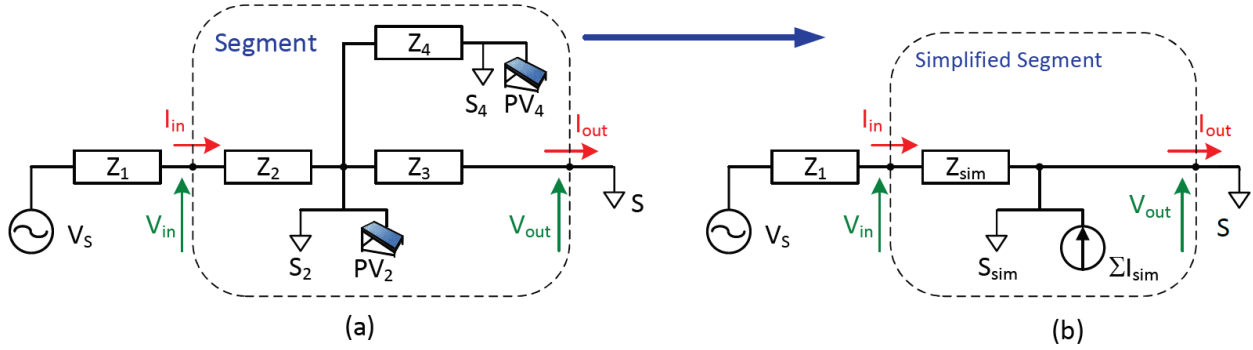 Segment
Z4
S4
PV4
Iin
Iout
Z1
Z2
Z3
Vin
Vout
S
VS
S2
PV2
(a)
Simplified Segment
Iin
Iout
Z1
Zsim
Vin
Vout
S
VS
Ssim
ΣIsim
(b)